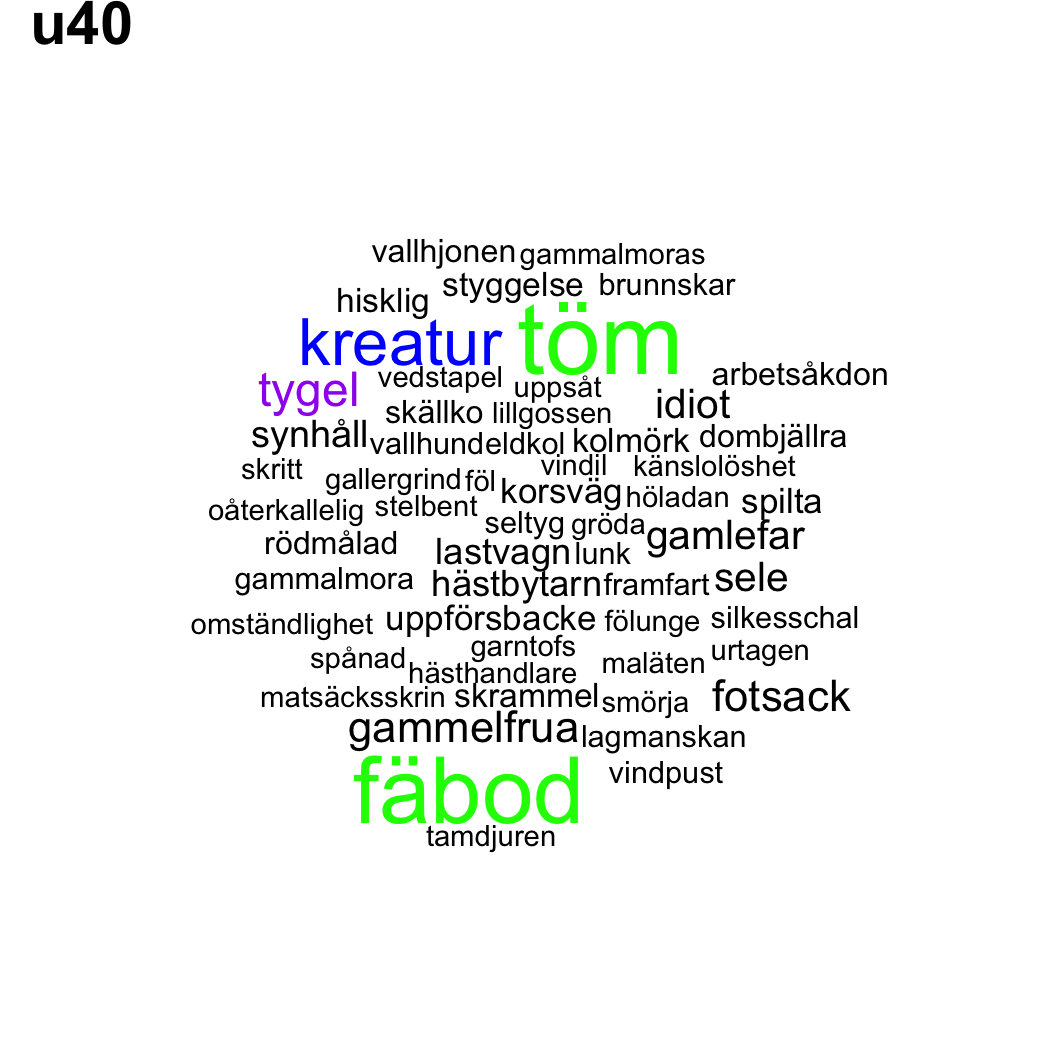 u40
vallhjonen gammalmoras
styggelse brunnskar
hisklig
kreatur töm
tygel vedstapel uppsåt arbetsåkdon
skällko lillgossen idiot
synhåll vallhund eldkol kolmörk dombjällra
skritt gallergrind föl vindil känslolöshet
korsväg höladan spilta
oåterkallelig stelbent
seltyg gröda gamlefar
rödmålad lastvagn lunk
gammalmora hästbytarn framfart sele
omständlighet uppförsbacke fölunge silkesschal
spånad garntofs maläten urtagen
hästhandlare
matsäcksskrin skrammel smörja fotsack
gammelfrua lagmanskan
fäbod vindpust
tamdjuren